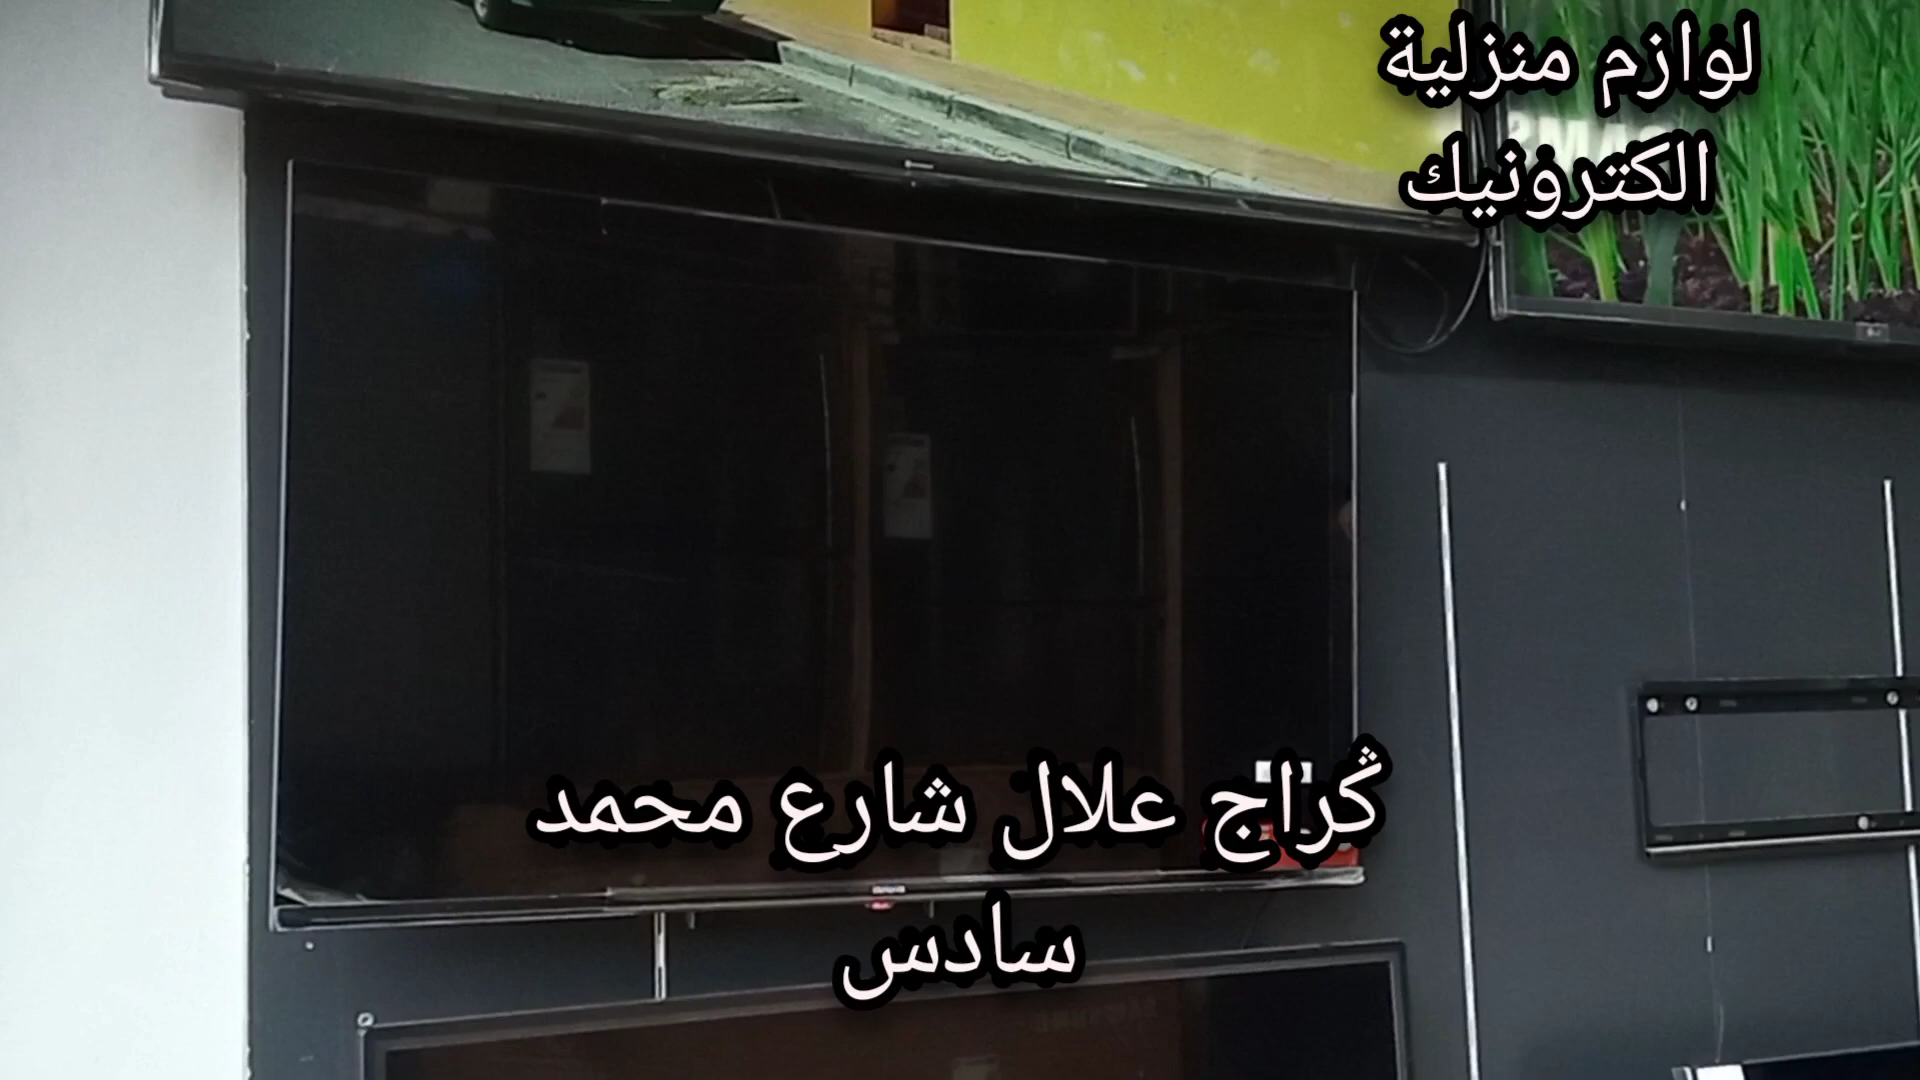 لوازم منزلية
الكترونيك
ڭراج علال شارع محمد
سادس